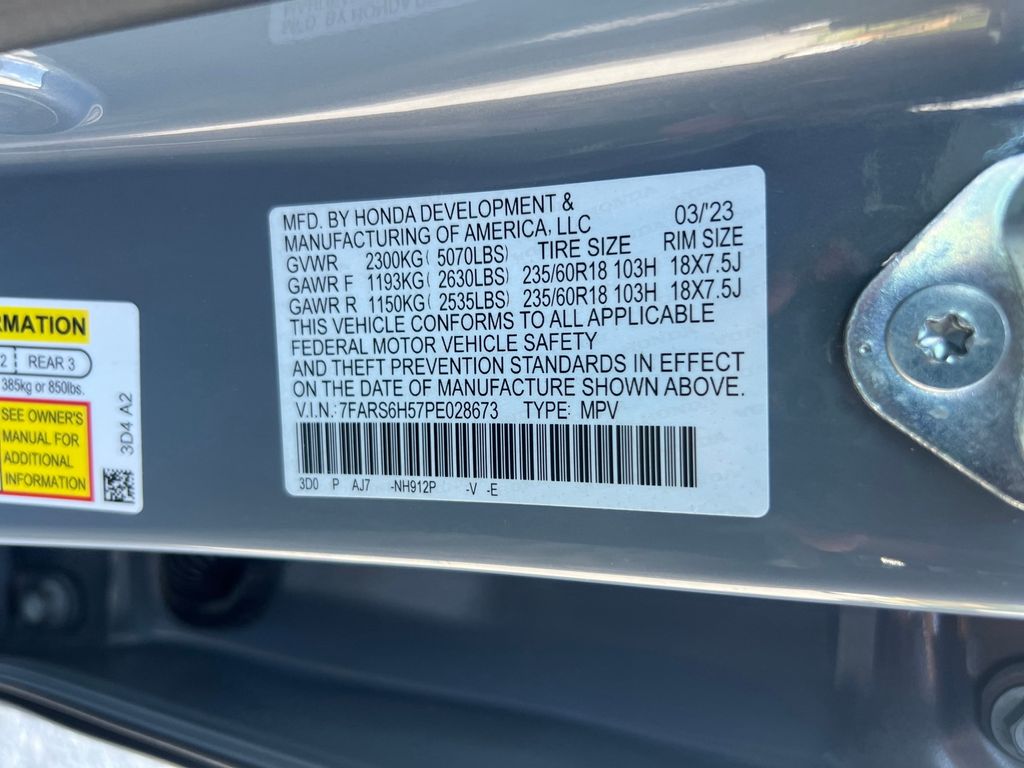 MFD. BY HONDA DEVELOPMENT & 03/'23
MANUFACTURING OF AMERICA, LLC
GVWR 2300KG( 5070LBS) TIRE SIZE RIM SIZE
GAWR F 1193KG( 2630LBS) 235/60R18 103H 18X7.5J
GAWR R 1150KG( 2535LBS) 235/60R18 103H 18X7.5J
THIS VEHICLE CONFORMS TO ALL APPLICABLE
FEDERAL MOTOR VEHICLE SAFETY
AND THEFT PREVENTION STANDARDS IN EFFECT
ON THE DATE OF MANUFACTURE SHOWN ABOVE.
V.I.N.: 7FARS6H57PE028673 TYPE: MPV
3D0 P AJ7 -NH912P -V -E
RMATION
2 REAR 3
385kg or 850lbs.
SEE OWNER'S
MANUAL FOR
ADDITIONAL
INFORMATION
3D4 A2